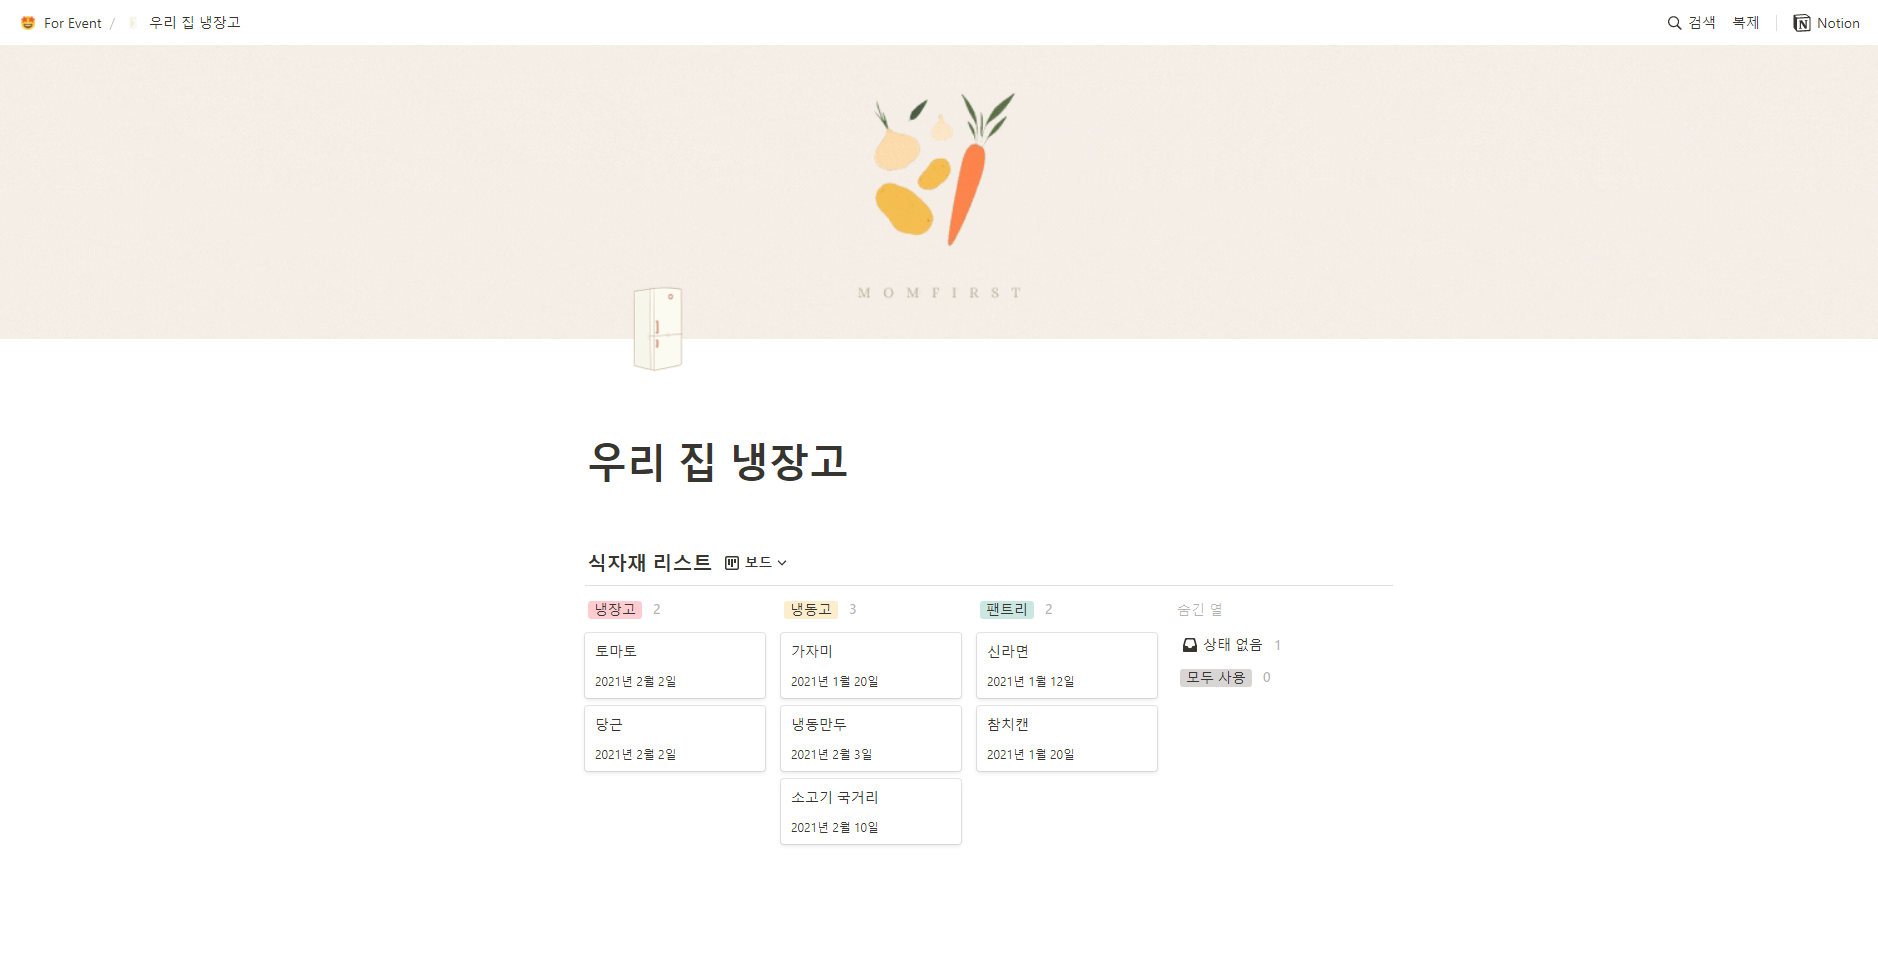 For Event / 우리 집 냉장고
검색 복제 Notion
MOMFIRST
우리 집 냉장고
식자재 리스트 보드
냉장고 2
토마토
2021년 2월 2일
당근
2021년 2월 2일
냉동고 3
가자미
2021년 1월 20일
냉동만두
2021년 2월 3일
소고기 국거리
2021년 2월 10일
팬트리 2
신라면
2021년 1월 12일
참치캔
2021년 1월 20일
숨긴 열
상태 없음 1
모두 사용 0